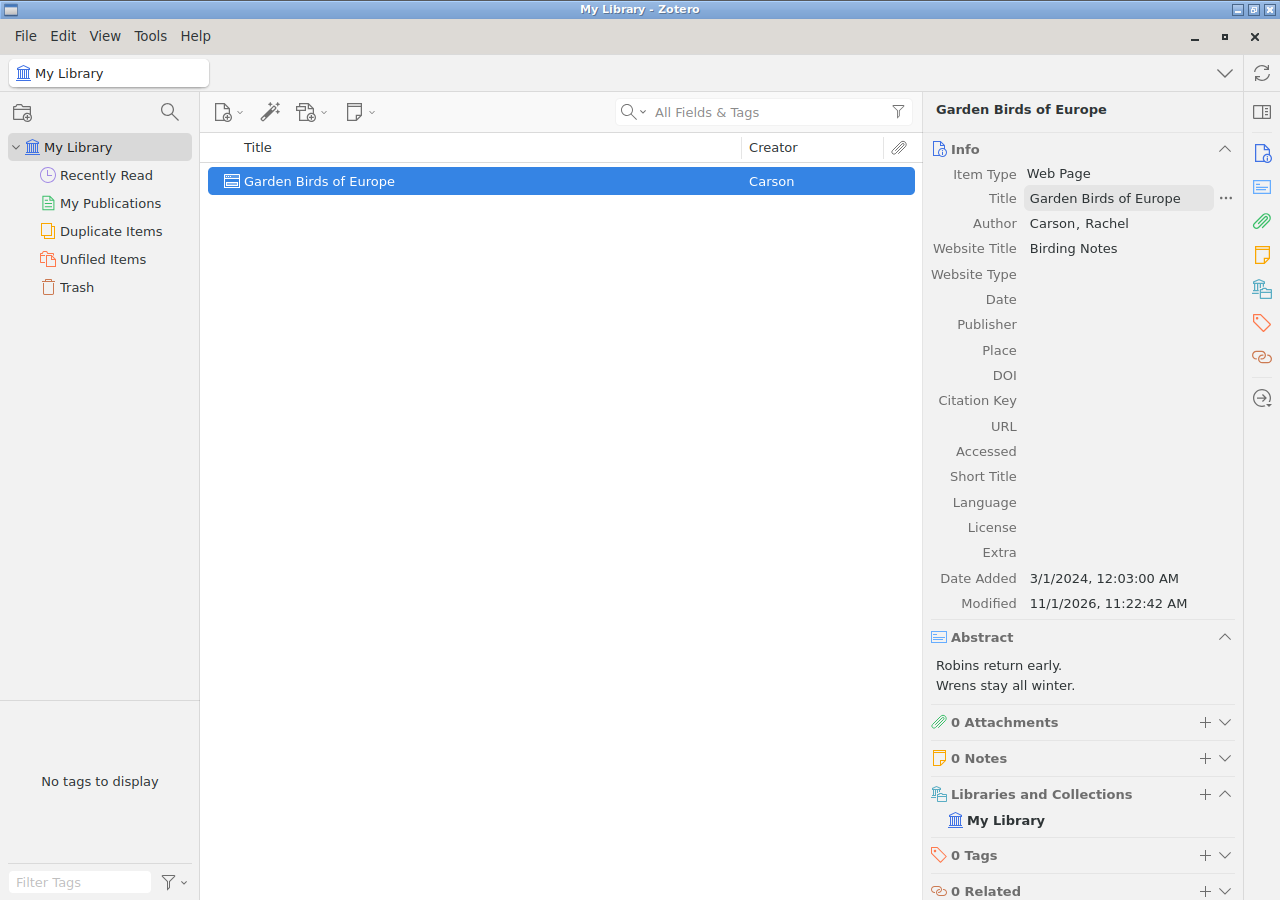 My Library - Zotero
File Edit View Tools Help
My Library
All Fields & Tags
My Library
Recently Read
My Publications
Duplicate Items
Unfiled Items
Trash
No tags to display
Filter Tags
Title Creator
Garden Birds of Europe Carson
Garden Birds of Europe
Info
Item Type Web Page
Title Garden Birds of Europe
Author Carson, Rachel
Website Title Birding Notes
Website Type
Date
Publisher
Place
DOI
Citation Key
URL
Accessed
Short Title
Language
License
Extra
Date Added 3/1/2024, 12:03:00 AM
Modified 11/1/2026, 11:22:42 AM
Abstract
Robins return early.
Wrens stay all winter.
0 Attachments
0 Notes
Libraries and Collections
My Library
0 Tags
0 Related